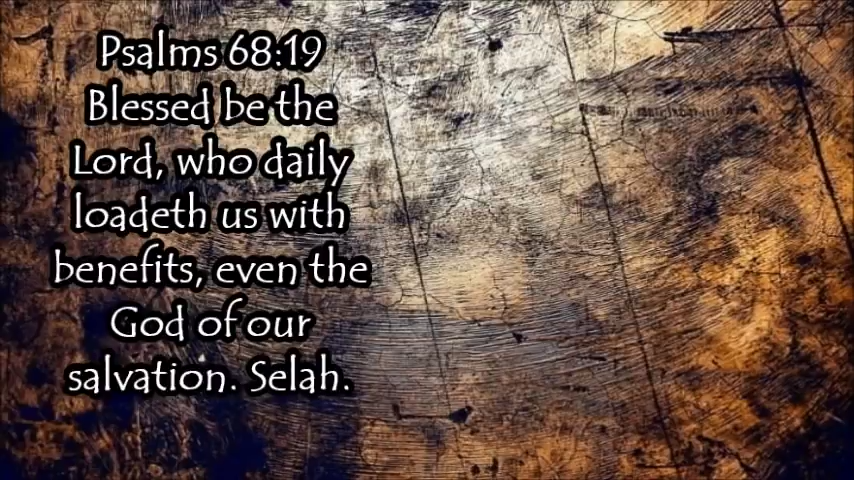 Psalms 68:19
Blessed be the
Lord, who daily
loadeth us with
benefits, even the
God of our
salvation. Selah.